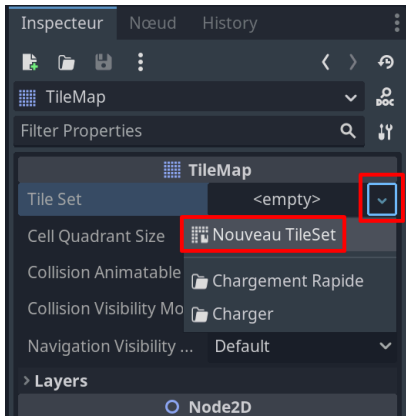 Inspecteur Nœud History
TileMap
DOC
Filter Properties
TileMap
Tile Set <empty>
Cell Quadrant Size Nouveau TileSet
Collision Animatable Chargement Rapide
Collision Visibility Mo Charger
Navigation Visibility ... Default
> Layers
Node2D